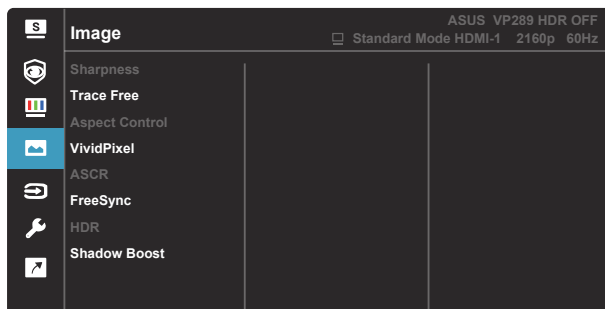 S
Image
ASUS VP289 HDR OFF
Standard Mode HDMI-1 2160p 60Hz
Sharpness
Trace Free
Aspect Control
VividPixel
ASCR
FreeSync
HDR
Shadow Boost